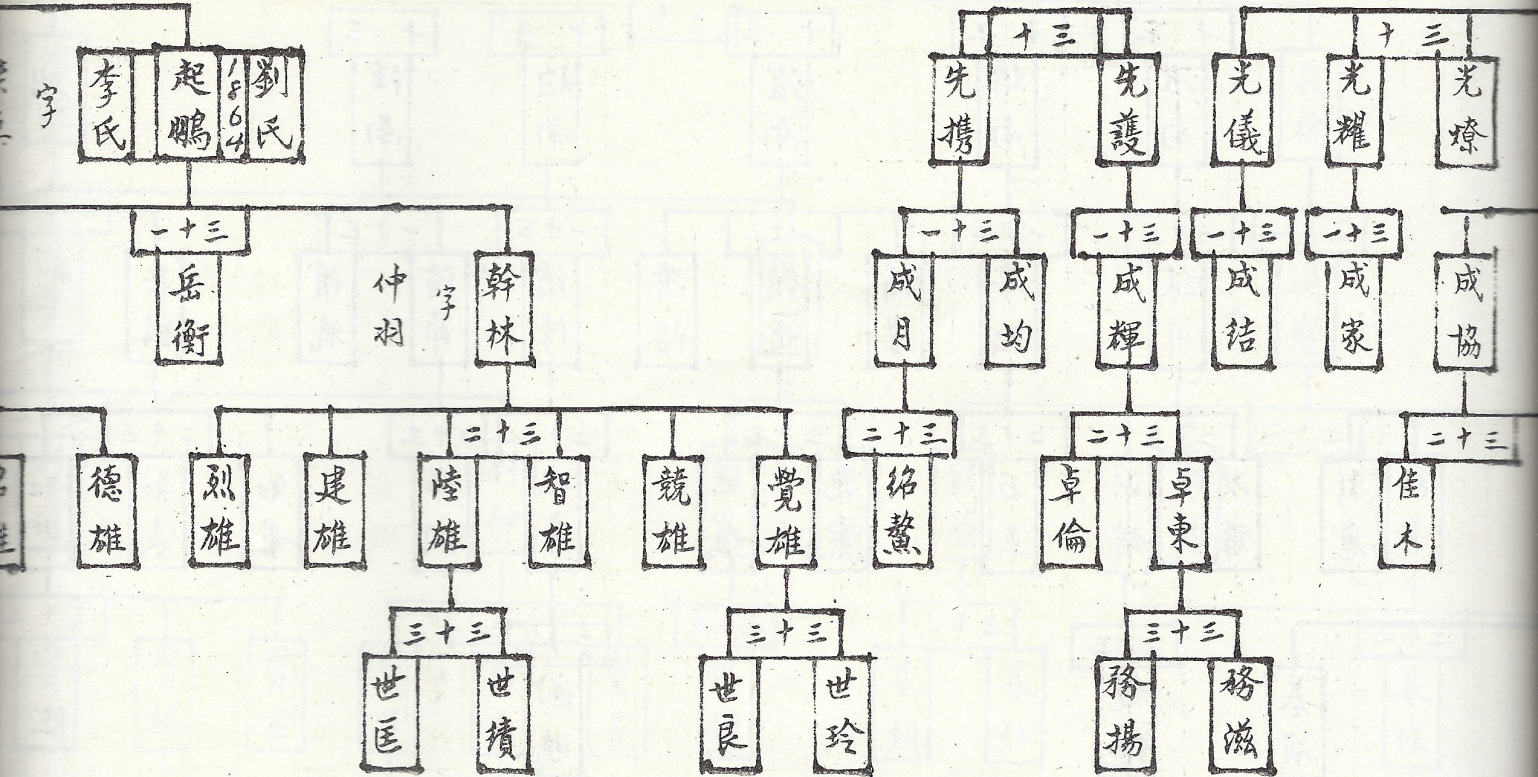 三十
光燎
光耀
光儀
三十
先護
先携
劉氏
1864
起鵬
李氏
字
成協
三十一
成家
三十一
成结
三十一
成輝
三十一
成均
成月
幹林
字
仲羽
三十一
岳衡
三十二
佳木
三十二
卓東
卓倫
三十二
紹鰲
三十二
覺雄
競雄
智雄
陸雄
建雄
烈雄
德雄
三十三
務滋
務揚
三十三
世玲
世良
三十三
世績
世匡